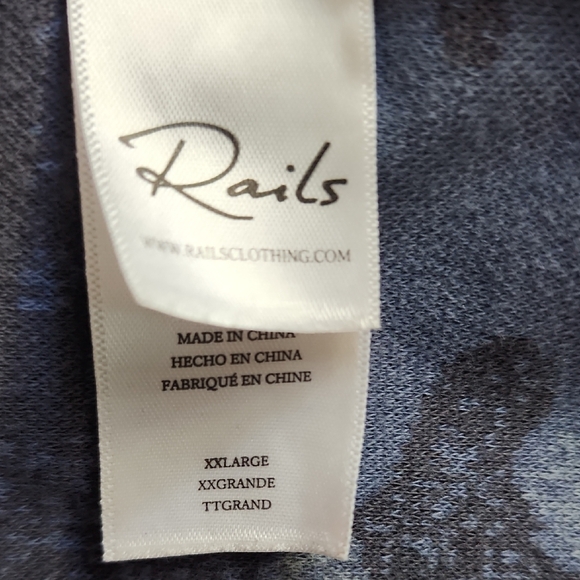 Rails
WWW.RAILSCLOTHING.COM
MADE IN CHINA
HECHO EN CHINA
FABRIQUÉ EN CHINE
XXLARGE
XXGRANDE
TTGRAND